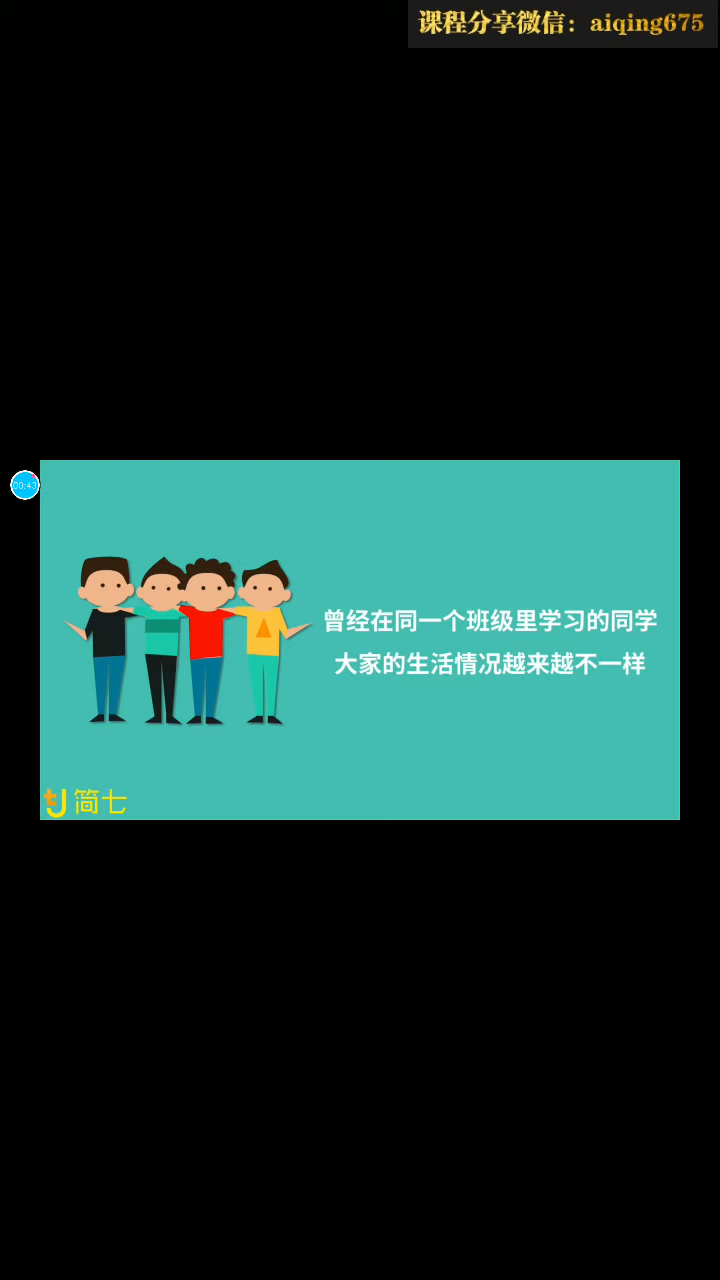 课程分享微信：aiqing675
00:43
曾经在同一个班级里学习的同学
大家的生活情况越来越不一样
简七